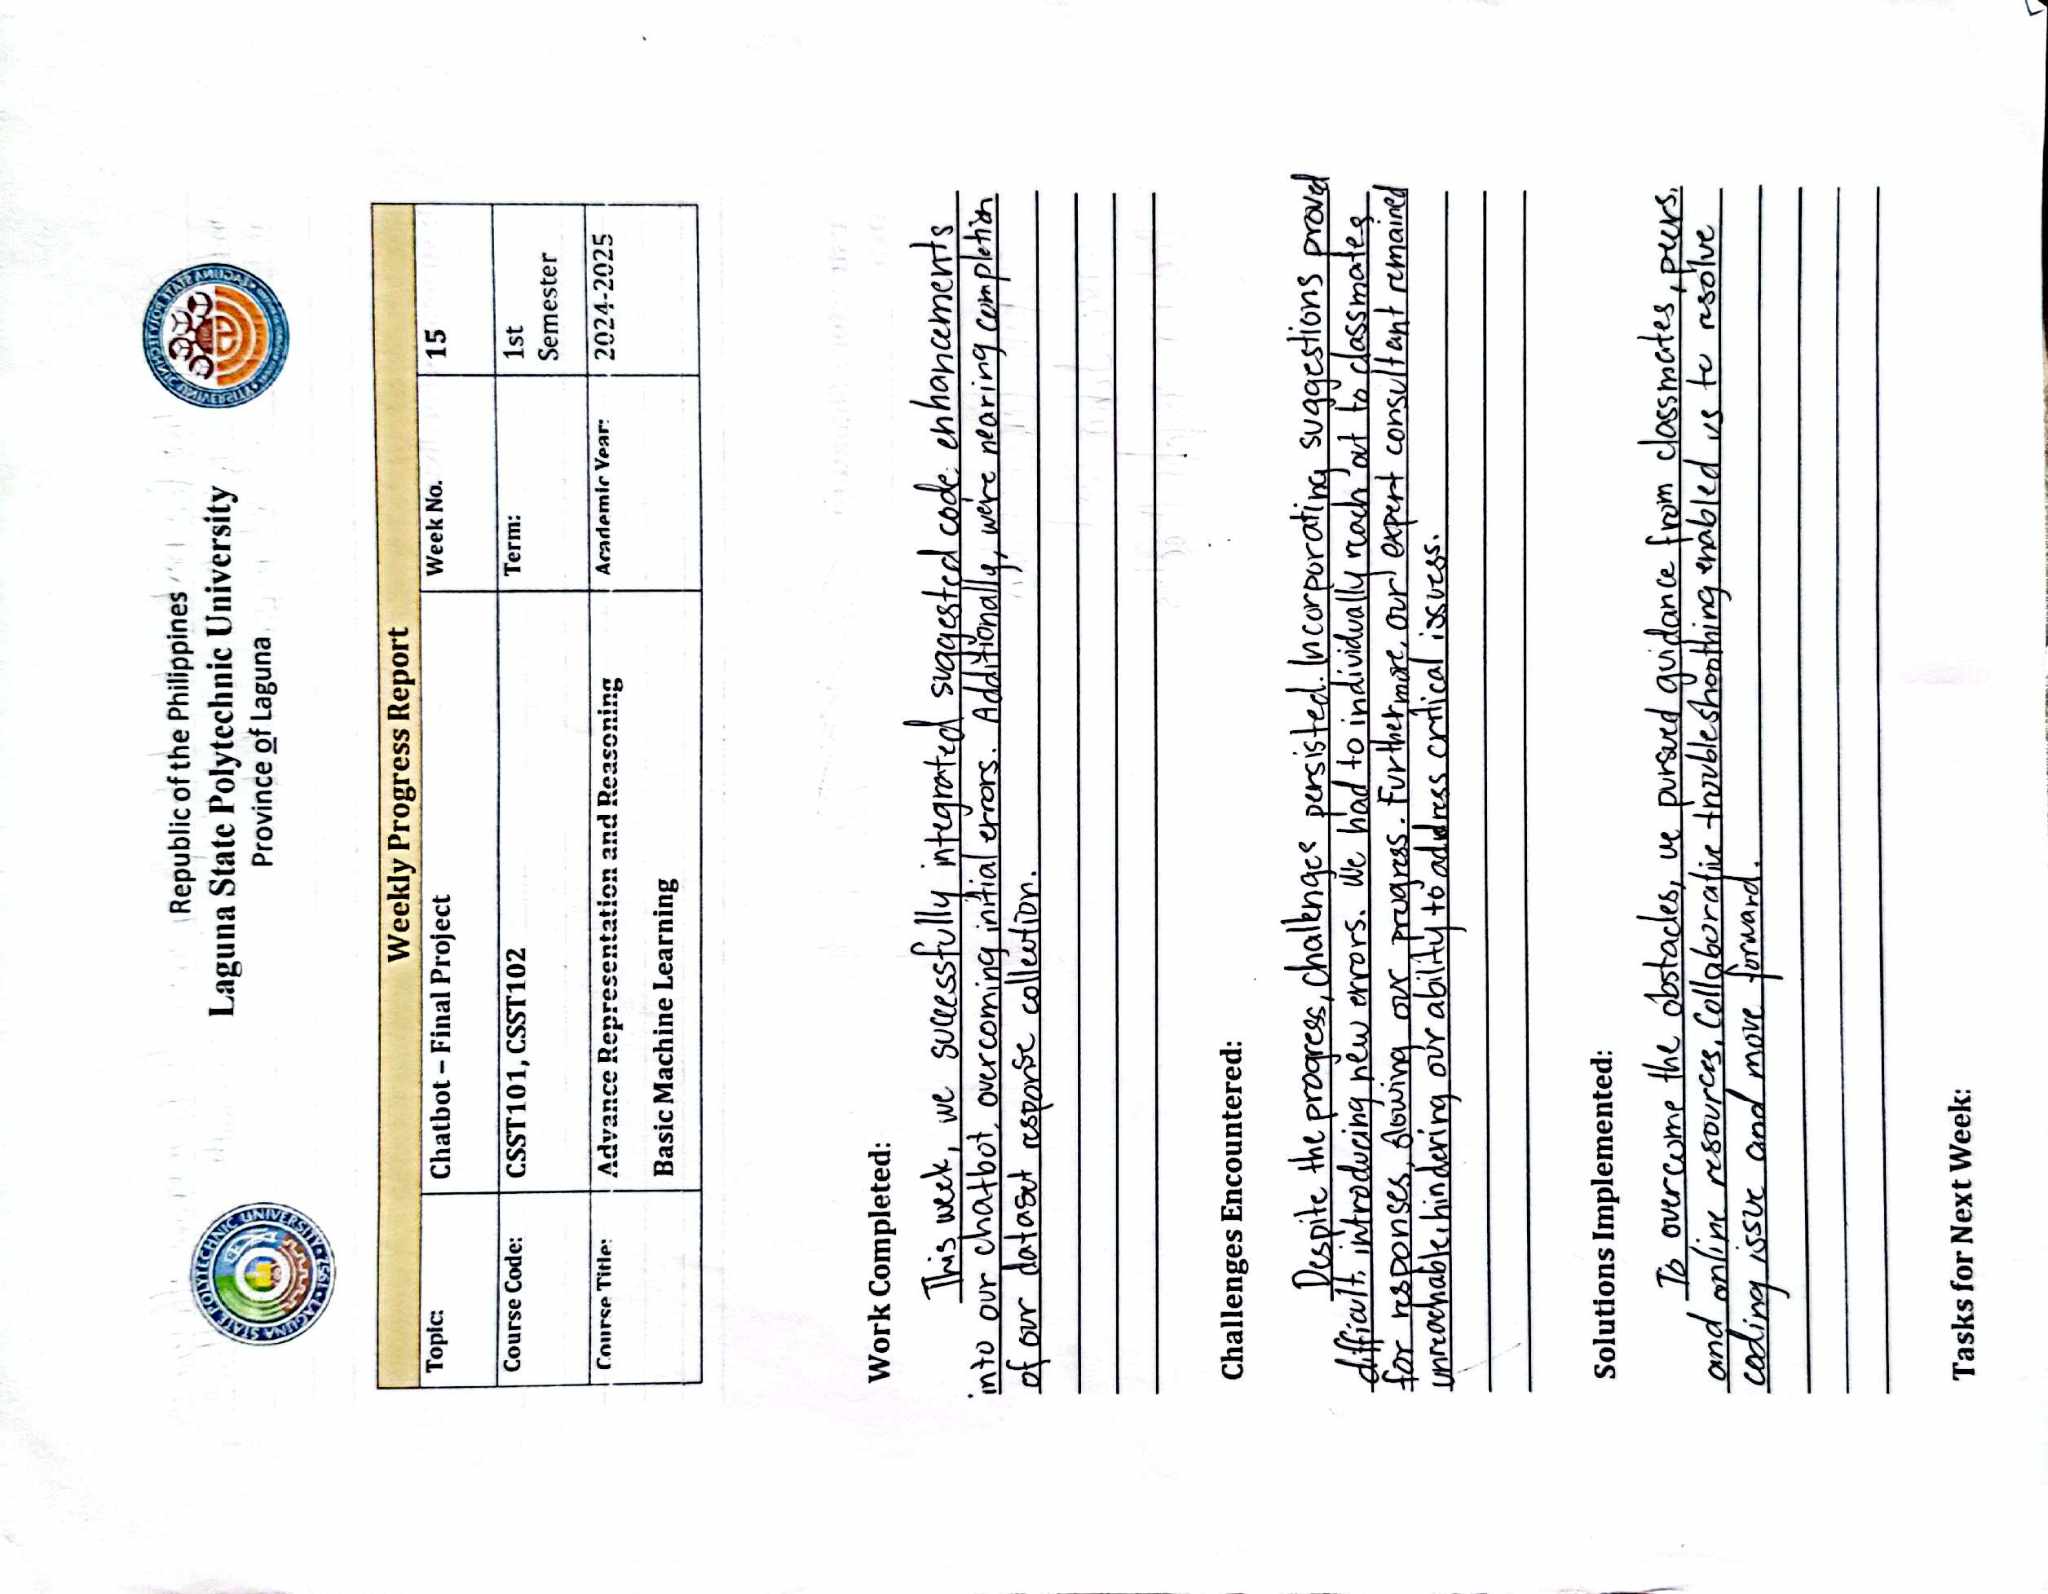 Republic of the Philippines
Laguna State Polytechnic University
Province of Laguna
LAGUNA STATE POLYTECHNIC UNIVERSITY • 1952 •
Weekly Progress Report
Topic: Chatbot – Final Project Week No. 15
Course Code: CSST101, CSST102 Term: 1st
Semester
Course Title: Advance Representation and Reasoning Academic Year: 2024-2025
Basic Machine Learning
Work Completed:
This week, we sucessfully integrated suggested code enhancements
into our chatbot, overcoming initial errors. Additionally, we're nearing completion
of our dataset response collection.
Challenges Encountered:
Despite the progress, challenges persisted. Incorporating suggestions proved
difficult, introducing new errors. We had to individually reach out to classmates
for responses, slowing our progress. Furthermore, our expert consultant remained
unreachable, hindering our ability to address critical issues.
Solutions Implemented:
To overcome the obstacles, we pursued guidance from classmates, peers,
and online resources, Collaborative troubleshoothing enabled us to resolve
coding issue and move forward.
Tasks for Next Week: